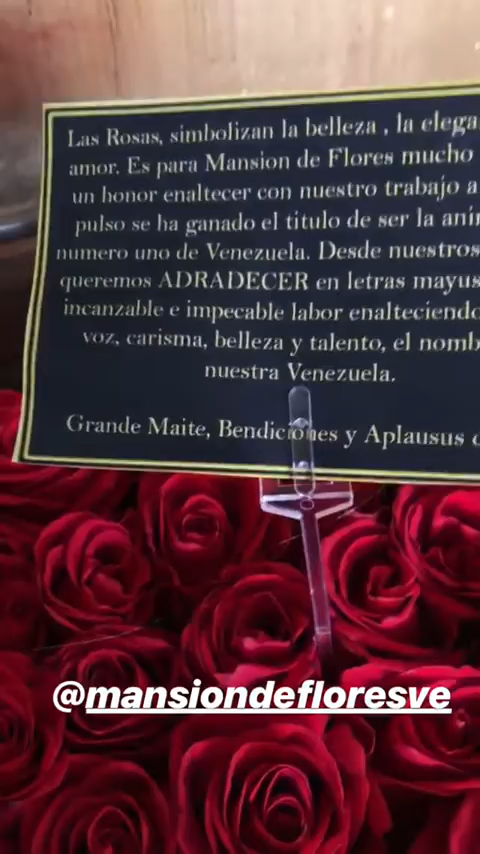 Las Rosas, simbolizan la belleza , la elega
amor. Es para Mansion de Flores mucho
un honor enaltecer con nuestro trabajo a
pulso se ha ganado el titulo de ser la ani
numero uno de Venezuela. Desde nuestros
queremos ADRADECER en letras mayus
incanzable e impecable labor enalteciendo
voz, carisma, belleza y talento, el nomb
nuestra Venezuela.
Grande Maite, Bendiciones y Aplausus
@mansiondefloresve